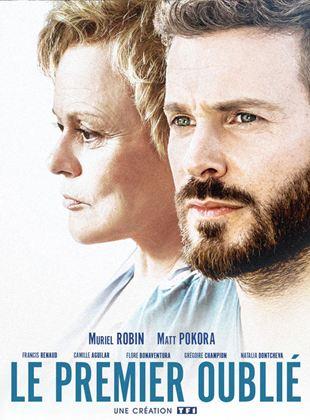 MURIEL ROBIN MATT POKORA
FRANCIS RENAUD CAMILLE AGUILAR FLORE BONAVENTURA GRÉGOIRE CHAMPION NATALIA DONTCHEVA
LE PREMIER OUBLIÉ
UNE CRÉATION TF1